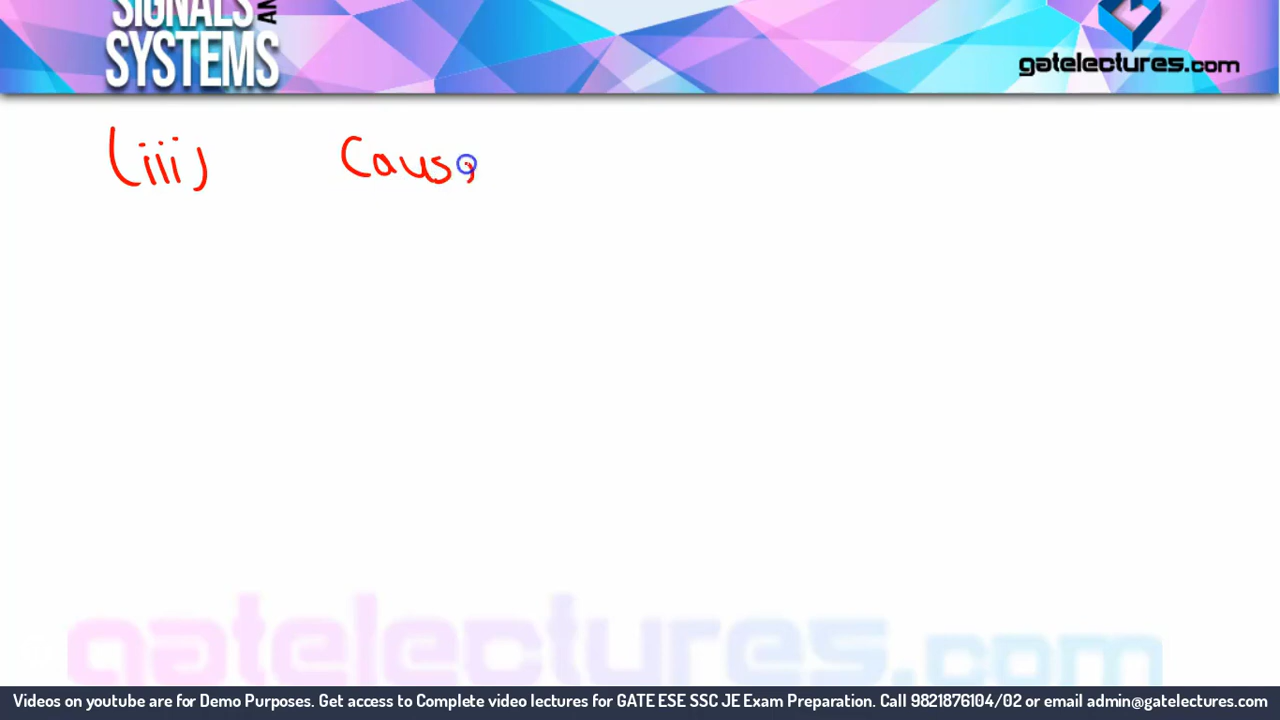 SIGNALS AND
SYSTEMS
gatelectures.com
(iii) Caus
gatelectures.com
Videos on youtube are for Demo Purposes. Get access to Complete video lectures for GATE ESE SSC JE Exam Preparation. Call 9821876104/02 or email admin@gatelectures.com